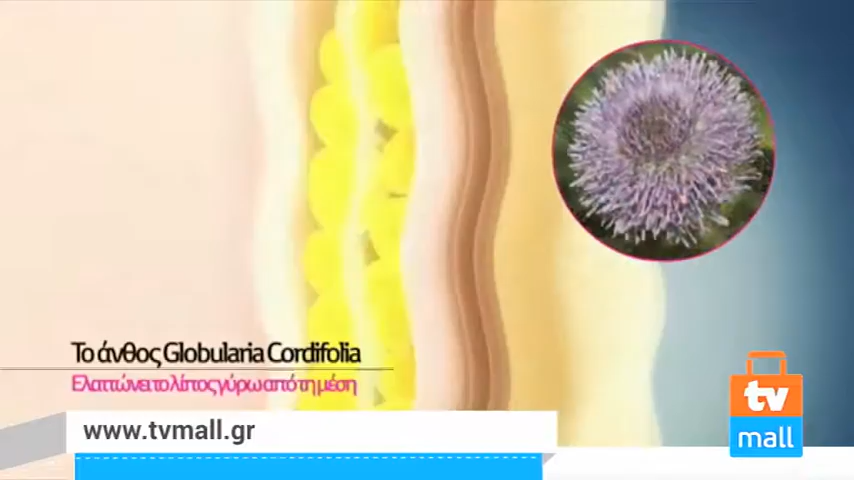 Το άνθος Globularia Cordifolia
Ελαττώνει το λίπος γύρω από τη μέση
www.tvmall.gr
tv
mall